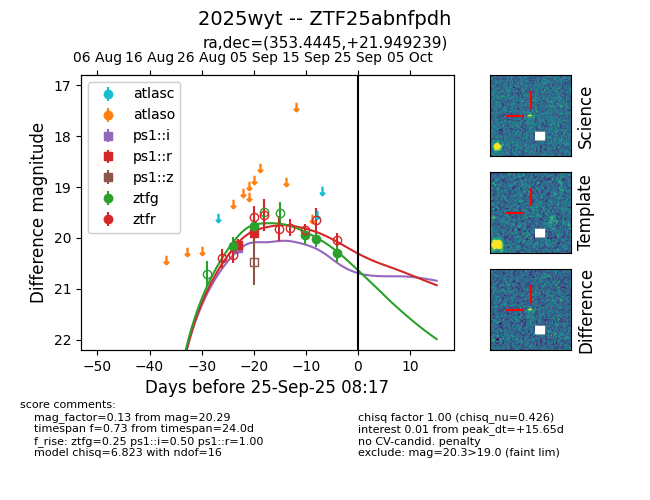 2025wyt -- ZTF25abnfpdh
ra,dec=(353.4445,+21.949239)
06 Aug 16 Aug 26 Aug 05 Sep 15 Sep 25 Sep 05 Oct
17
18
19
20
21
22
Difference magnitude
atlasc
atlaso
ps1::i
ps1::r
ps1::z
ztfg
ztfr
−50 −40 −30 −20 −10 0 10
Days before 25-Sep-25 08:17
Science
Template
Difference
score comments:
mag_factor=0.13 from mag=20.29
timespan f=0.73 from timespan=24.0d
f_rise: ztfg=0.25 ps1::i=0.50 ps1::r=1.00
model chisq=6.823 with ndof=16
chisq factor 1.00 (chisq_nu=0.426)
interest 0.01 from peak_dt=+15.65d
no CV-candid. penalty
exclude: mag=20.3>19.0 (faint lim)